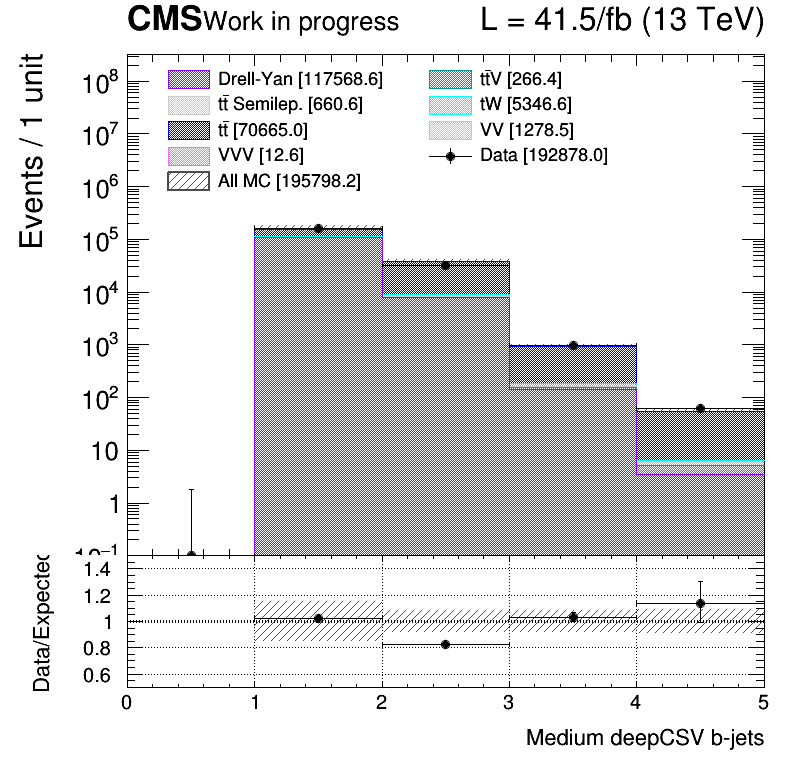 CMS Work in progress L = 41.5/fb (13 TeV)
Events / 1 unit
Drell-Yan [117568.6]
tt̄ Semilep. [660.6]
tt̄ [70665.0]
VVV [12.6]
All MC [195798.2]
tt̄V [266.4]
tW [5346.6]
VV [1278.5]
Data [192878.0]
10⁸
10⁷
10⁶
10⁵
10⁴
10³
10²
10
1
10⁻¹
Data/Expected
1.4
1.2
1
0.8
0.6
0 1 2 3 4 5
Medium deepCSV b-jets